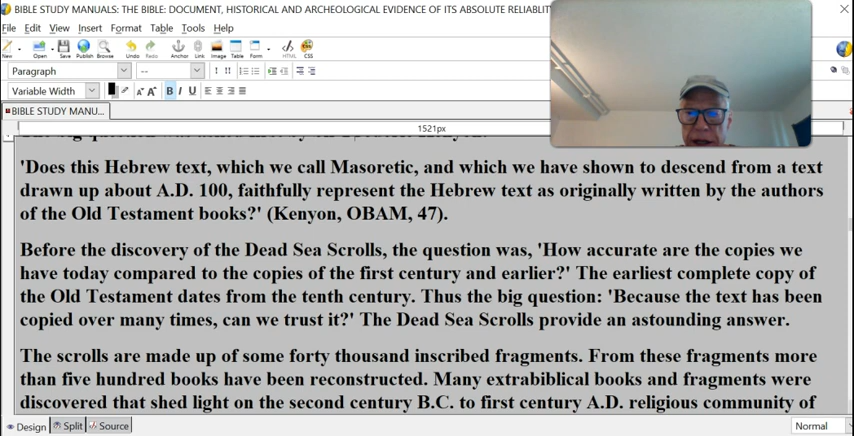 BIBLE STUDY MANUALS: THE BIBLE: DOCUMENT, HISTORICAL AND ARCHEOLOGICAL EVIDENCE OF ITS ABSOLUTE RELIABLIT
File Edit View Insert Format Table Tools Help
New Open Save Publish Browse Undo Redo Anchor Link Image Table Form HTML CSS
Paragraph --
Variable Width A A B I U
BIBLE STUDY MANU...
1521px
'Does this Hebrew text, which we call Masoretic, and which we have shown to descend from a text
drawn up about A.D. 100, faithfully represent the Hebrew text as originally written by the authors
of the Old Testament books?' (Kenyon, OBAM, 47).
Before the discovery of the Dead Sea Scrolls, the question was, 'How accurate are the copies we
have today compared to the copies of the first century and earlier?' The earliest complete copy of
the Old Testament dates from the tenth century. Thus the big question: 'Because the text has been
copied over many times, can we trust it?' The Dead Sea Scrolls provide an astounding answer.
The scrolls are made up of some forty thousand inscribed fragments. From these fragments more
than five hundred books have been reconstructed. Many extrabiblical books and fragments were
discovered that shed light on the second century B.C. to first century A.D. religious community of
Design Split Source Normal